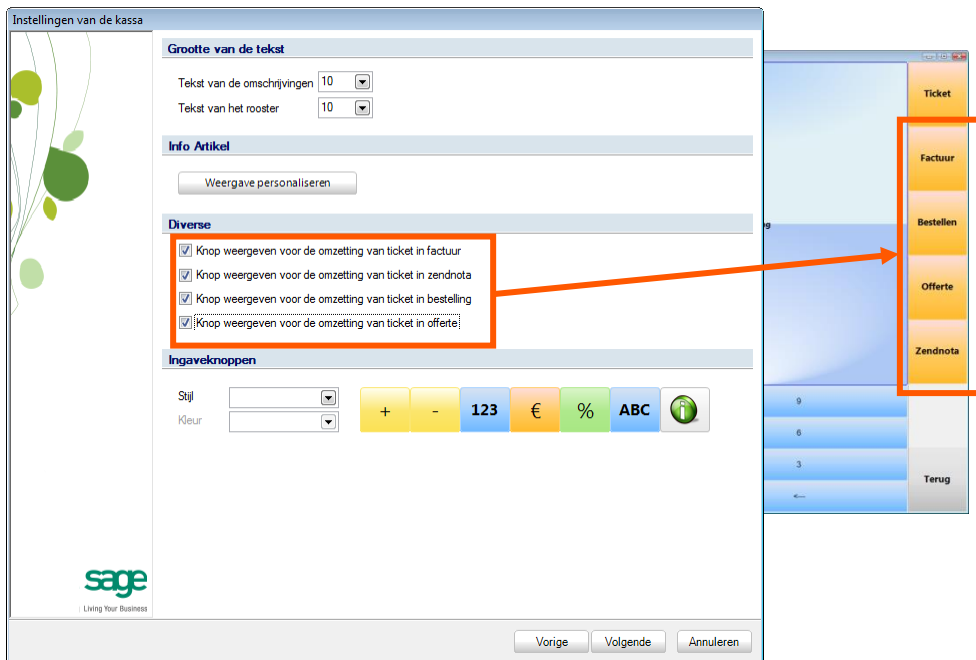 Instellingen van de kassa
Grootte van de tekst
Tekst van de omschrijvingen 10
Tekst van het rooster 10
Info Artikel
Weergave personaliseren
Diverse
Knop weergeven voor de omzetting van ticket in factuur
Knop weergeven voor de omzetting van ticket in zendnota
Knop weergeven voor de omzetting van ticket in bestelling
Knop weergeven voor de omzetting van ticket in offerte
Ingaveknoppen
Stijl
Kleur
+ - 123 € % ABC i
sage
Living Your Business
Vorige Volgende Annuleren
Ticket
Factuur
Bestellen
Offerte
Zendnota
9
6
3
<--
Terug